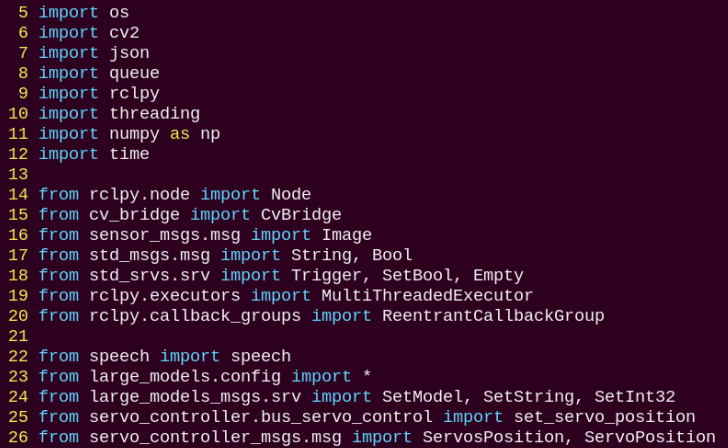 5 import os
6 import cv2
7 import json
8 import queue
9 import rclpy
10 import threading
11 import numpy as np
12 import time
13
14 from rclpy.node import Node
15 from cv_bridge import CvBridge
16 from sensor_msgs.msg import Image
17 from std_msgs.msg import String, Bool
18 from std_srvs.srv import Trigger, SetBool, Empty
19 from rclpy.executors import MultiThreadedExecutor
20 from rclpy.callback_groups import ReentrantCallbackGroup
21
22 from speech import speech
23 from large_models.config import *
24 from large_models_msgs.srv import SetModel, SetString, SetInt32
25 from servo_controller.bus_servo_control import set_servo_position
26 from servo_controller_msgs.msg import ServosPosition, ServoPosition